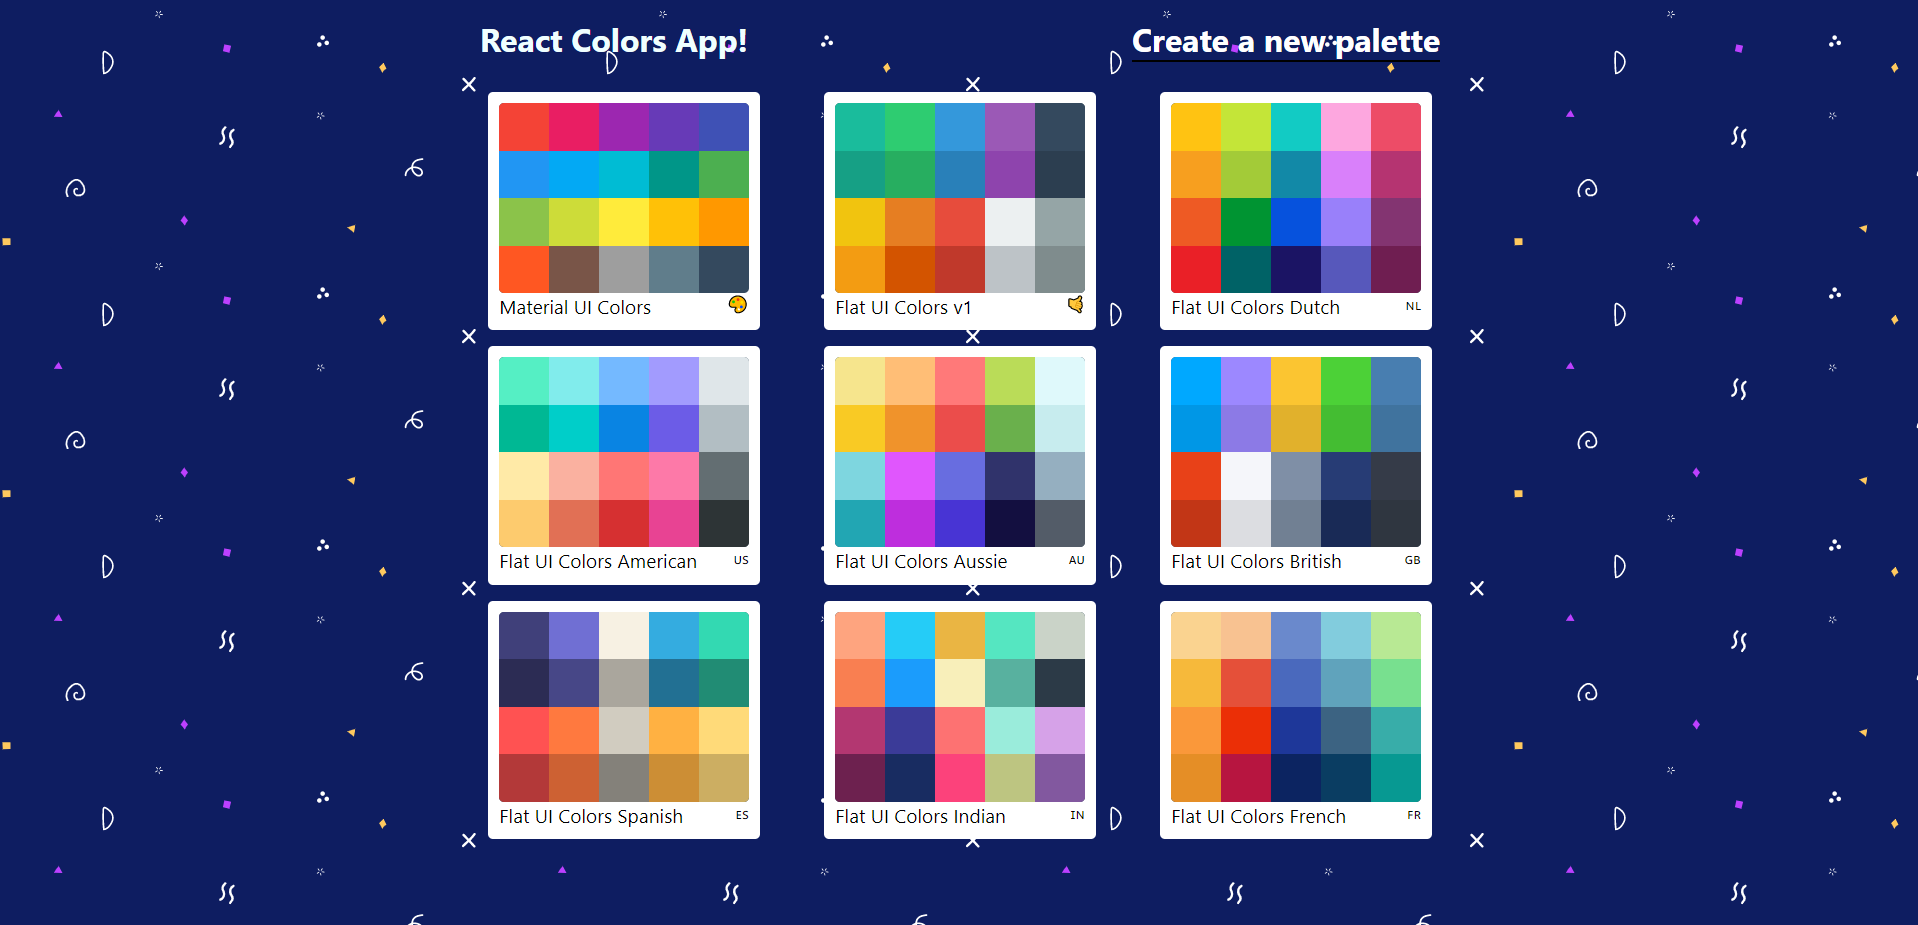 React Colors App!
Create a new palette
Material UI Colors 🎨
Flat UI Colors v1 🤙
Flat UI Colors Dutch NL
Flat UI Colors American US
Flat UI Colors Aussie AU
Flat UI Colors British GB
Flat UI Colors Spanish ES
Flat UI Colors Indian IN
Flat UI Colors French FR